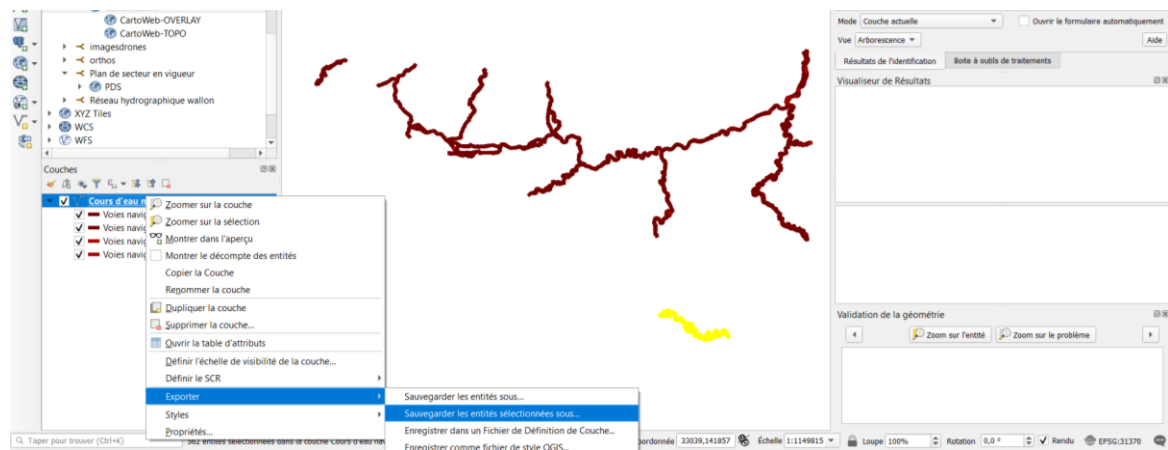 CartoWeb-OVERLAY
CartoWeb-TOPO
imagesdrones
orthos
Plan de secteur en vigueur
PDS
Réseau hydrographique wallon
XYZ Tiles
WCS
WFS
Couches
Cours d'eau n
Voies navig
Voies navig
Voies navig
Voies navig
Zoomer sur la couche
Zoomer sur la sélection
Montrer dans l'aperçu
Montrer le décompte des entités
Copier la Couche
Renommer la couche
Dupliquer la couche
Supprimer la couche...
Ouvrir la table d'attributs
Définir l'échelle de visibilité de la couche...
Définir le SCR
Exporter
Styles
Propriétés...
Sauvegarder les entités sous...
Sauvegarder les entités sélectionnées sous...
Enregistrer dans un Fichier de Définition de Couche...
Enregistrer comme fichier de style QGIS...
Mode Couche actuelle Ouvrir le formulaire automatiquement
Vue Arborescence Aide
Résultats de l'identification Boite à outils de traitements
Visualiseur de Résultats
Validation de la géométrie
Zoom sur l'entité Zoom sur le problème
Taper pour trouver (Ctrl+K) 562 entités sélectionnées dans la couche Cours d'eau nav oordonnée 33039,141857 Échelle 1:1149815 Loupe 100% Rotation 0,0 ° Rendu EPSG:31370